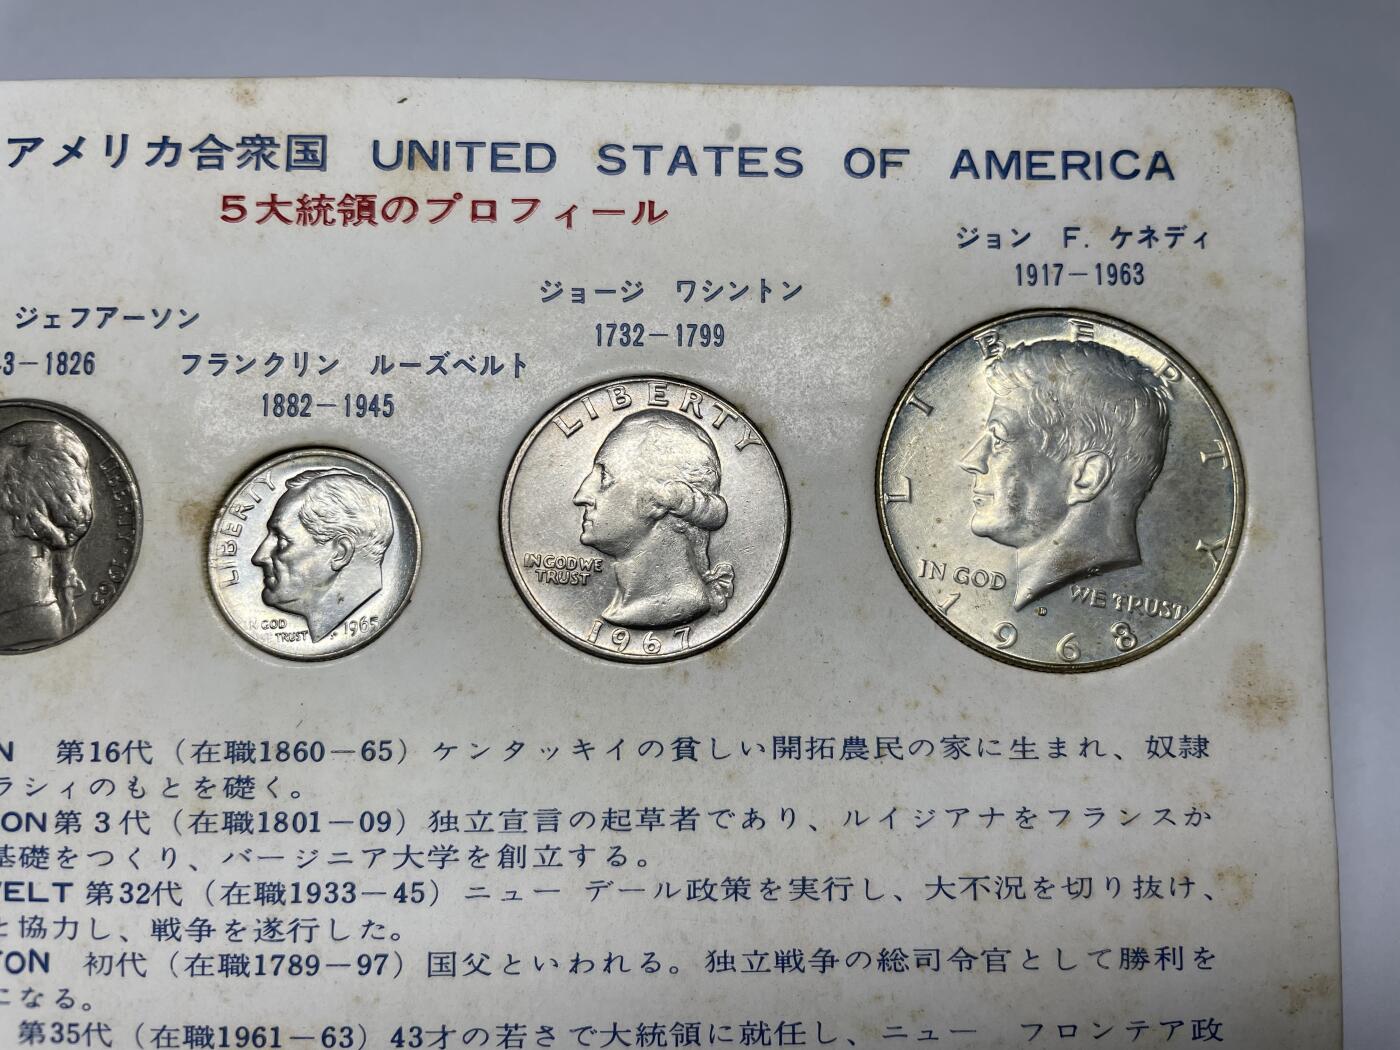 アメリカ合衆国 UNITED STATES OF AMERICA
5大統領のプロフィール
ジェフアーソン
3－1826
フランクリン ルーズベルト
1882－1945
ジョージ ワシントン
1732－1799
ジョン F. ケネディ
1917－1963
LIBERTY・1965
LIBERTY
IN GOD
WE TRUST
1965
LIBERTY
IN GOD WE
TRUST
1967
LIBERTY
IN GOD WE TRUST
D
1968
N 第16代（在職1860－65）ケンタッキイの貧しい開拓農民の家に生まれ、奴隷
ラシィのもとを礎く。
ON 第3代（在職1801－09）独立宣言の起草者であり、ルイジアナをフランスか
基礎をつくり、バージニア大学を創立する。
VELT 第32代（在職1933－45）ニュー デール政策を実行し、大不況を切り抜け、
と協力し、戦争を遂行した。
TON 初代（在職1789－97）国父といわれる。独立戦争の総司令官として勝利を
になる。
第35代（在職1961－63）43才の若さで大統領に就任し、ニュー フロンテア政